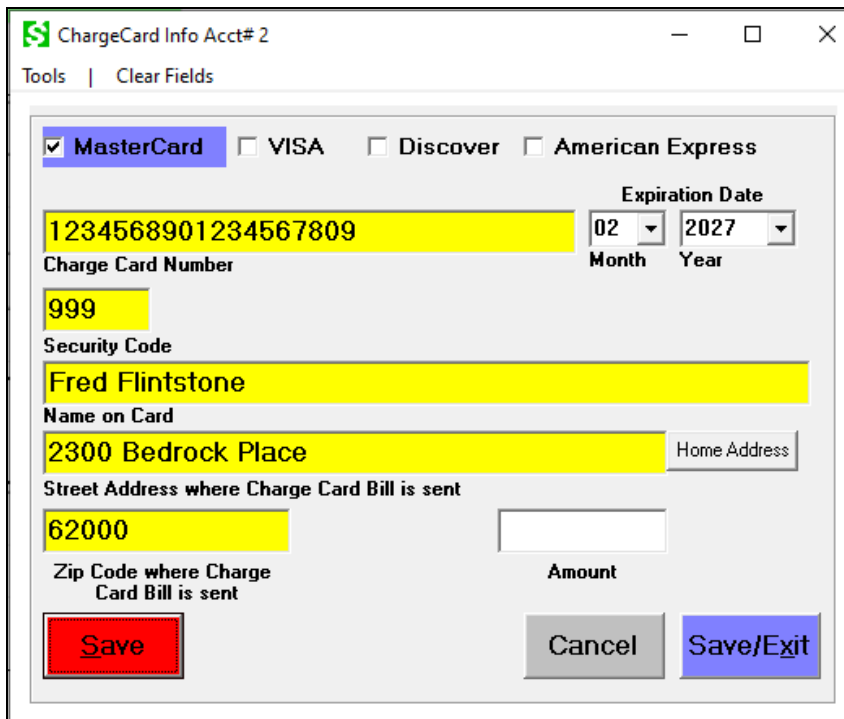 ChargeCard Info Acct# 2
Tools | Clear Fields
MasterCard VISA Discover American Express
Expiration Date
1234568901234567809 02 2027
Charge Card Number Month Year
999
Security Code
Fred Flintstone
Name on Card
2300 Bedrock Place Home Address
Street Address where Charge Card Bill is sent
62000
Zip Code where Charge Amount
Card Bill is sent
Save Cancel Save/Exit